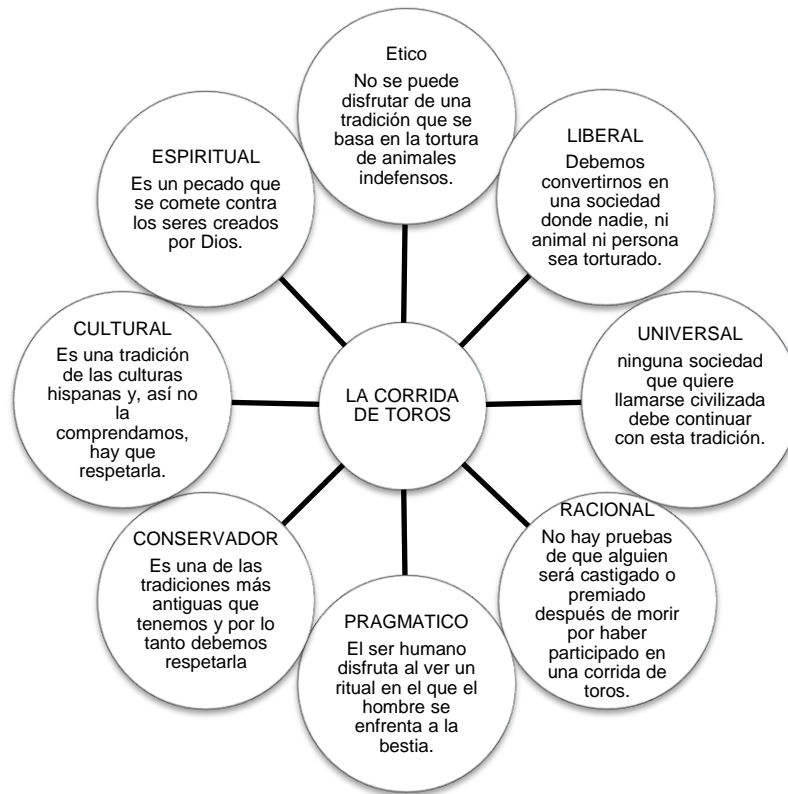 Etico
No se puede
disfrutar de una
tradición que se
basa en la tortura
de animales
indefensos.
LIBERAL
Debemos
convertirnos en
una sociedad
donde nadie, ni
animal ni persona
sea torturado.
UNIVERSAL
ninguna sociedad
que quiere
llamarse civilizada
debe continuar
con esta tradición.
RACIONAL
No hay pruebas
de que alguien
será castigado o
premiado
después de morir
por haber
participado en
una corrida de
toros.
PRAGMATICO
El ser humano
disfruta al ver un
ritual en el que el
hombre se
enfrenta a la
bestia.
CONSERVADOR
Es una de las
tradiciones más
antiguas que
tenemos y por lo
tanto debemos
respetarla
CULTURAL
Es una tradición
de las culturas
hispanas y, así no
la
comprendamos,
hay que
respetarla.
ESPIRITUAL
Es un pecado que
se comete contra
los seres creados
por Dios.
LA CORRIDA
DE TOROS